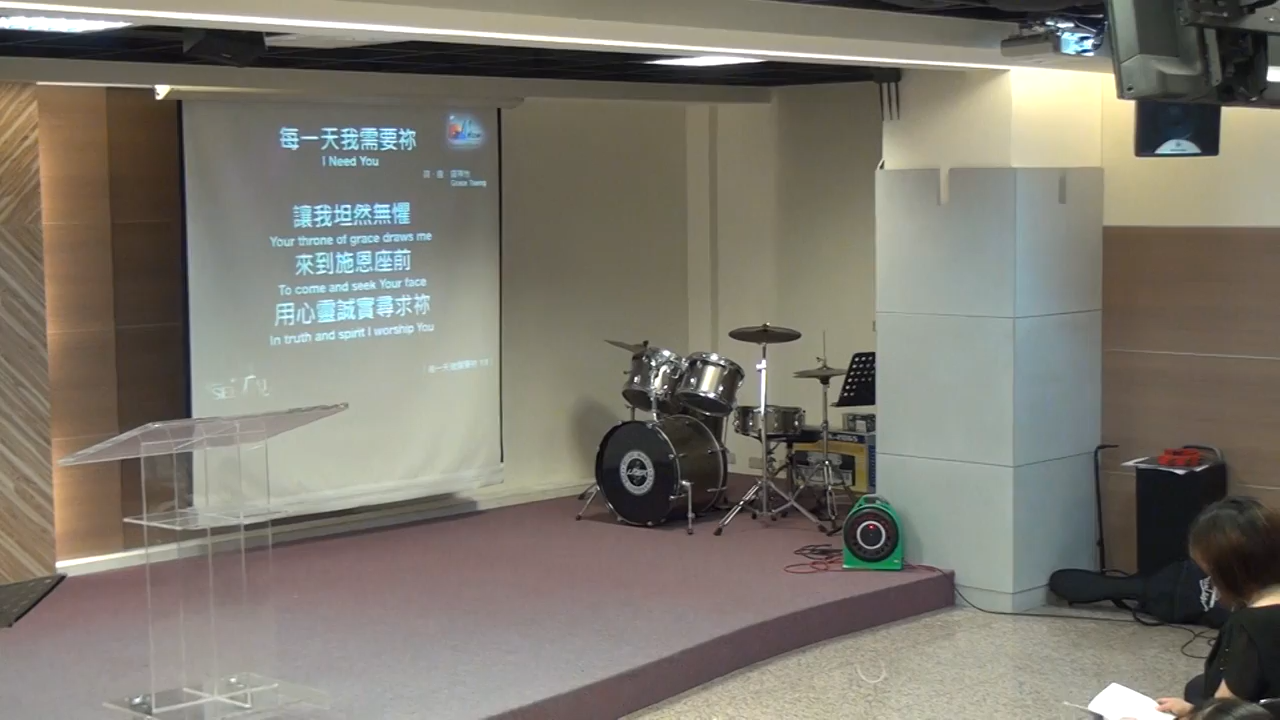 每一天我需要祢
I Need You
讓我坦然無懼
Your throne of grace draws me
來到施恩座前
To come and seek Your face
用心靈誠實尋求祢
In truth and spirit I worship You